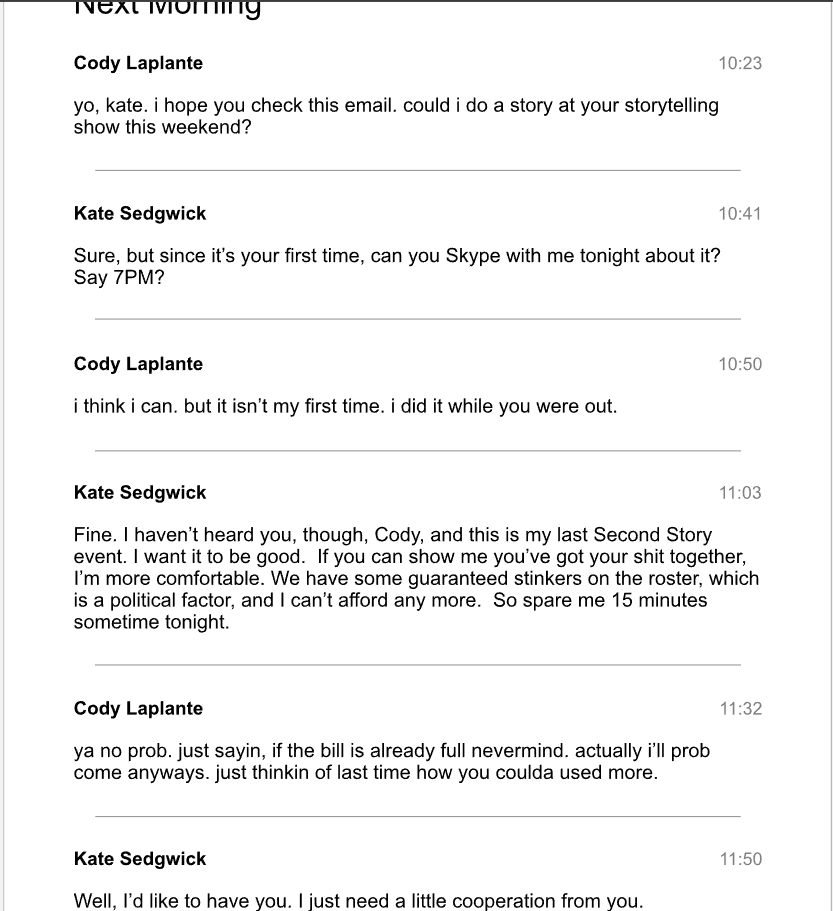 Next Morning
Cody Laplante 10:23
yo, kate. i hope you check this email. could i do a story at your storytelling
show this weekend?
Kate Sedgwick 10:41
Sure, but since it’s your first time, can you Skype with me tonight about it?
Say 7PM?
Cody Laplante 10:50
i think i can. but it isn’t my first time. i did it while you were out.
Kate Sedgwick 11:03
Fine. I haven’t heard you, though, Cody, and this is my last Second Story
event. I want it to be good.  If you can show me you’ve got your shit together,
I’m more comfortable. We have some guaranteed stinkers on the roster, which
is a political factor, and I can’t afford any more.  So spare me 15 minutes
sometime tonight.
Cody Laplante 11:32
ya no prob. just sayin, if the bill is already full nevermind. actually i’ll prob
come anyways. just thinkin of last time how you coulda used more.
Kate Sedgwick 11:50
Well, I’d like to have you. I just need a little cooperation from you.